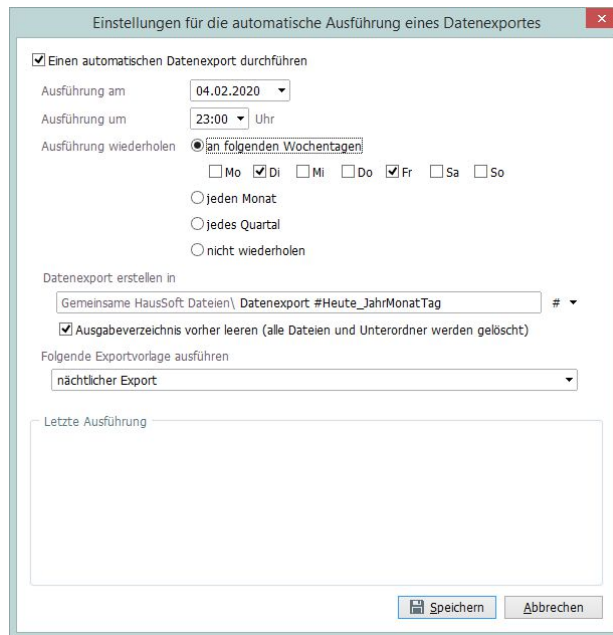 Einstellungen für die automatische Ausführung eines Datenexportes
Einen automatischen Datenexport durchführen
Ausführung am 04.02.2020
Ausführung um 23:00 Uhr
Ausführung wiederholen an folgenden Wochentagen
Mo Di Mi Do Fr Sa So
jeden Monat
jedes Quartal
nicht wiederholen
Datenexport erstellen in
Gemeinsame HausSoft Dateien\ Datenexport #Heute_JahrMonatTag #
Ausgabeverzeichnis vorher leeren (alle Dateien und Unterordner werden gelöscht)
Folgende Exportvorlage ausführen
nächtlicher Export
Letzte Ausführung
Speichern Abbrechen